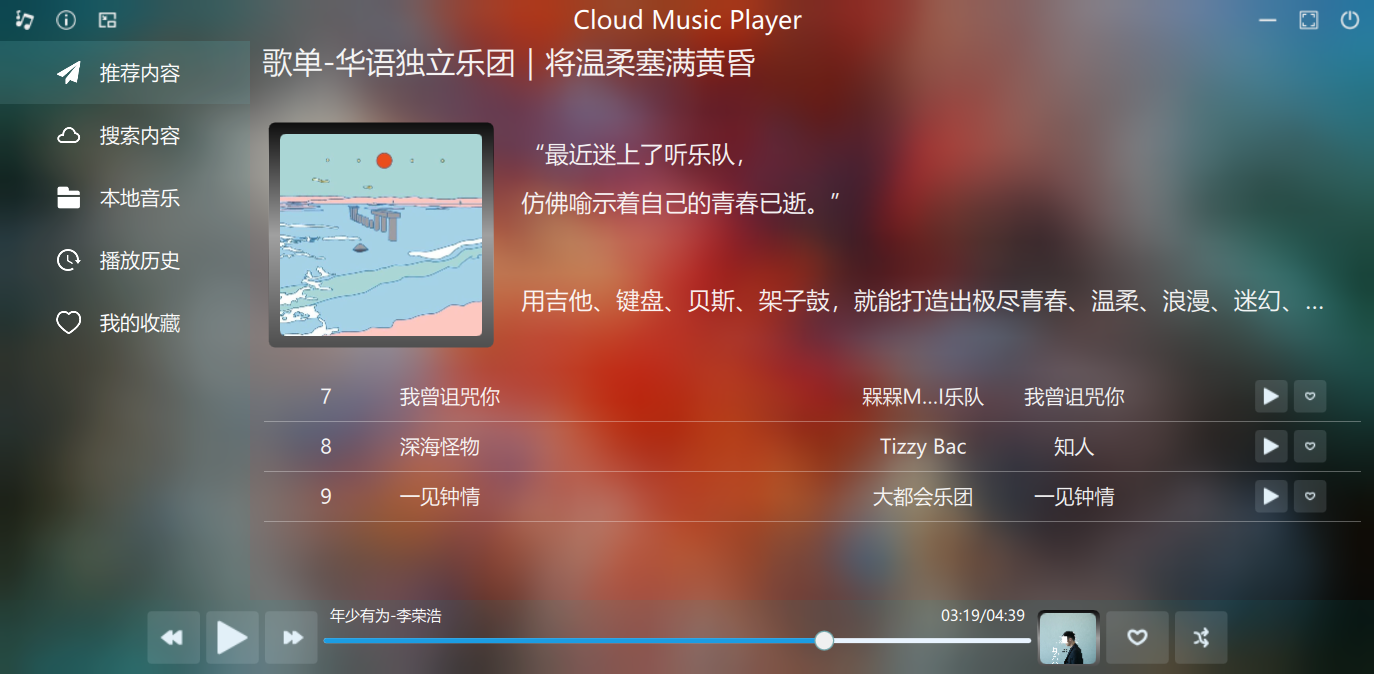 Cloud Music Player
推荐内容
搜索内容
本地音乐
播放历史
我的收藏
歌单-华语独立乐团｜将温柔塞满黄昏
“最近迷上了听乐队，
仿佛喻示着自己的青春已逝。”
用吉他、键盘、贝斯、架子鼓，就能打造出极尽青春、温柔、浪漫、迷幻、...
7 我曾诅咒你 槑槑M...I乐队 我曾诅咒你
8 深海怪物 Tizzy Bac 知人
9 一见钟情 大都会乐团 一见钟情
年少有为-李荣浩 03:19/04:39